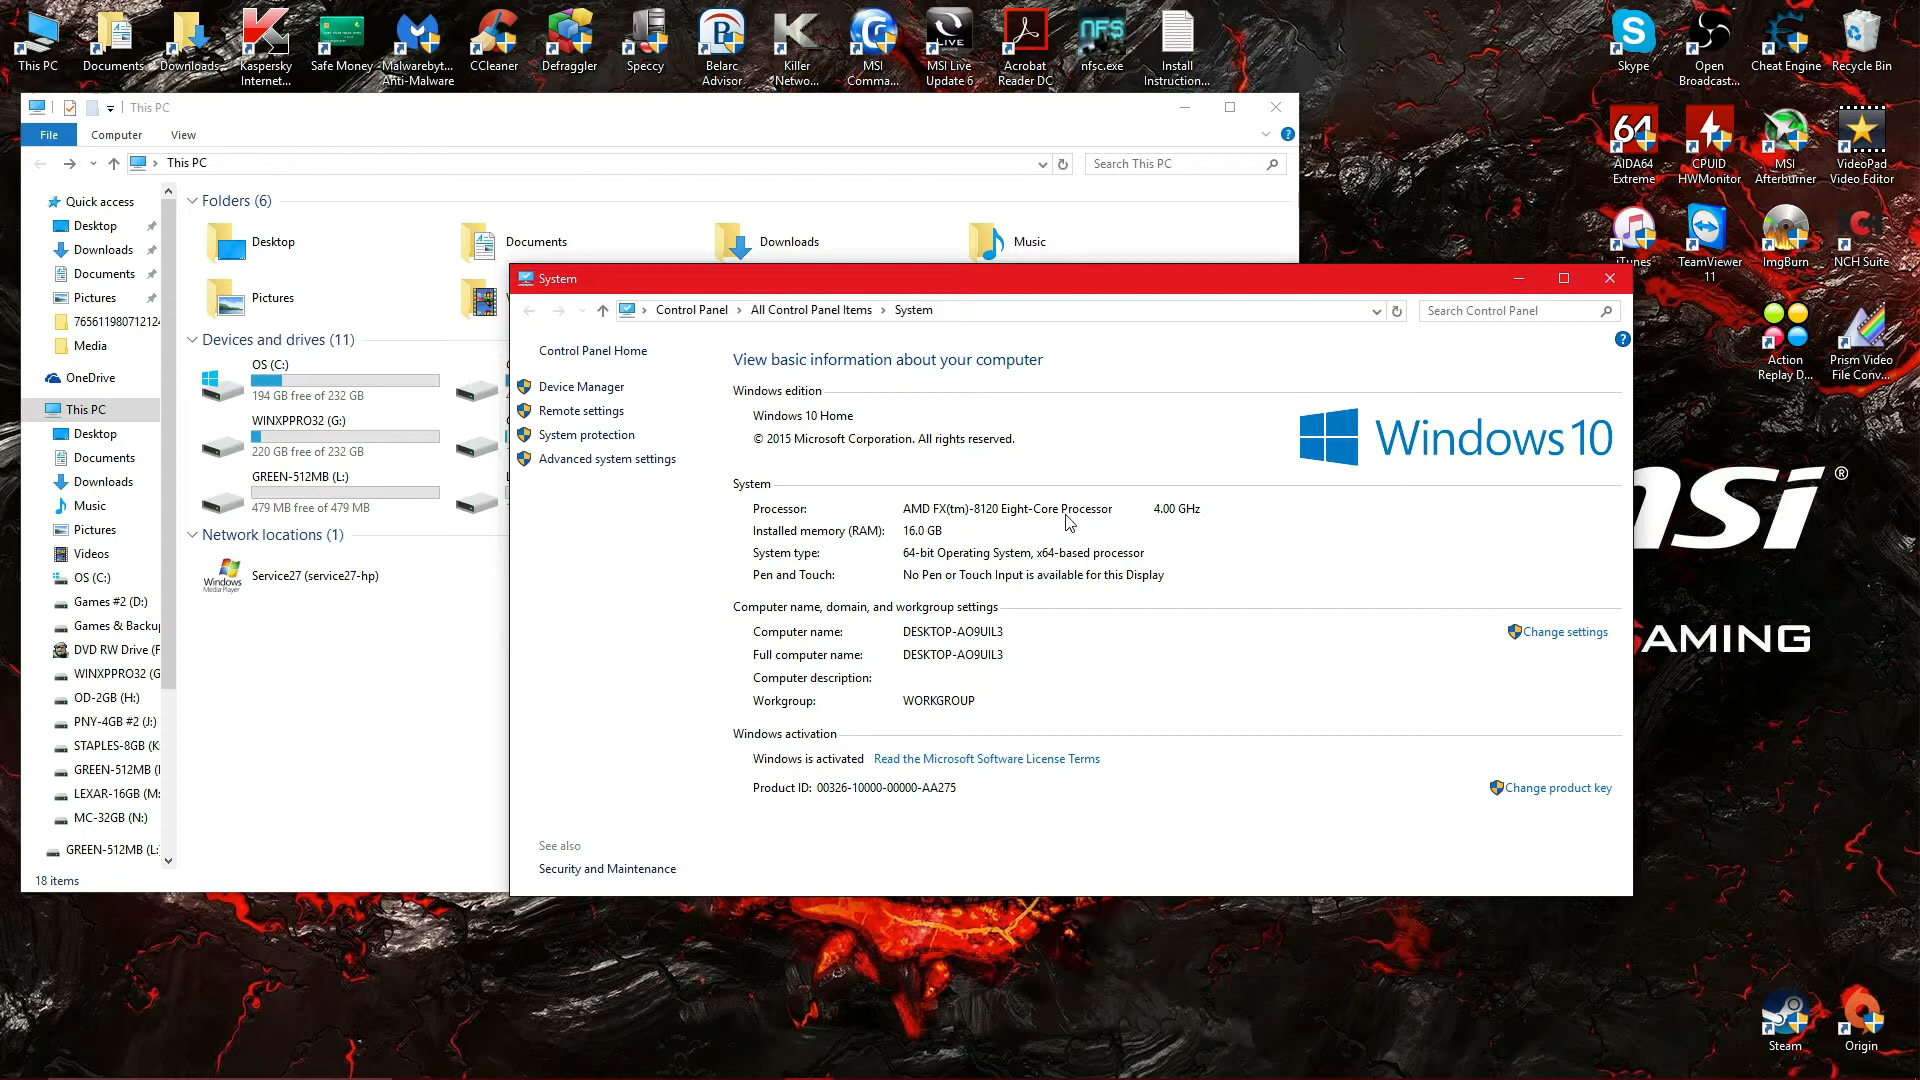 This PC
Documents
Downloads
Kaspersky
Internet...
Safe Money
Malwarebyt...
Anti-Malware
CCleaner
Defraggler
Speccy
Belarc
Advisor
Killer
Netwo...
MSI
Comma...
LIVE
MSI Live
Update 6
Acrobat
Reader DC
NFS
nfsc.exe
Install
Instruction...
Skype
Open
Broadcast...
Cheat Engine
Recycle Bin
64
AIDA64
Extreme
CPUID
HWMonitor
MSI
Afterburner
VideoPad
Video Editor
iTunes
TeamViewer
11
ImgBurn
NCH Suite
Action
Replay D...
Prism Video
File Conv...
Steam
Origin
This PC
File
Computer
View
This PC
Search This PC
Quick access
Desktop
Downloads
Documents
Pictures
765611980712124
Media
OneDrive
This PC
Desktop
Documents
Downloads
Music
Pictures
Videos
OS (C:)
Games #2 (D:)
Games & Backup
DVD RW Drive (F
WINXPPRO32 (G
OD-2GB (H:)
PNY-4GB #2 (J:)
STAPLES-8GB (K
GREEN-512MB (
LEXAR-16GB (M:
MC-32GB (N:)
GREEN-512MB (L:
18 items
Folders (6)
Desktop
Documents
Downloads
Music
Pictures
Devices and drives (11)
OS (C:)
194 GB free of 232 GB
WINXPPRO32 (G:)
220 GB free of 232 GB
GREEN-512MB (L:)
479 MB free of 479 MB
Network locations (1)
Windows
Media Player
Service27 (service27-hp)
System
Control Panel
All Control Panel Items
System
Search Control Panel
Control Panel Home
Device Manager
Remote settings
System protection
Advanced system settings
See also
Security and Maintenance
View basic information about your computer
Windows edition
Windows 10 Home
© 2015 Microsoft Corporation. All rights reserved.
Windows 10
System
Processor: AMD FX(tm)-8120 Eight-Core Processor 4.00 GHz
Installed memory (RAM): 16.0 GB
System type: 64-bit Operating System, x64-based processor
Pen and Touch: No Pen or Touch Input is available for this Display
Computer name, domain, and workgroup settings
Computer name: DESKTOP-AO9UIL3
Change settings
Full computer name: DESKTOP-AO9UIL3
Computer description:
Workgroup: WORKGROUP
Windows activation
Windows is activated Read the Microsoft Software License Terms
Product ID: 00326-10000-00000-AA275
Change product key
si®
AMING